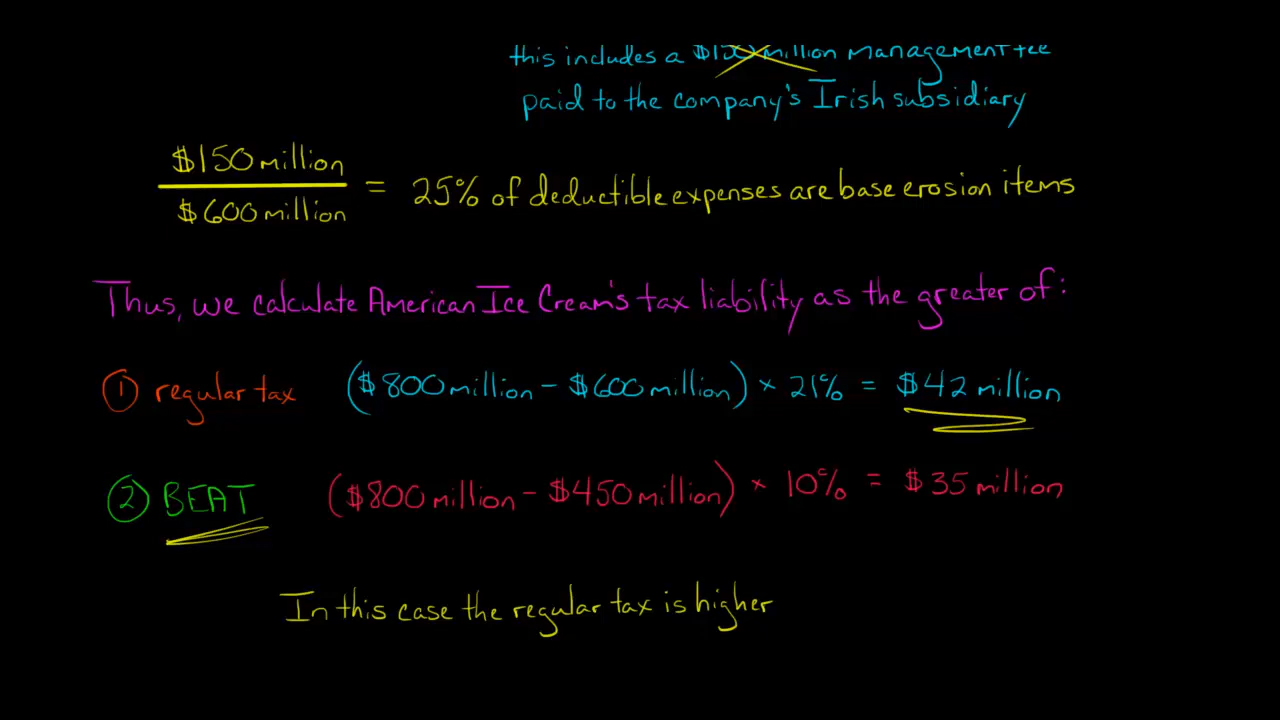 this includes a $150 million management fee
paid to the company's Irish subsidiary
$150 million
$600 million
= 25% of deductible expenses are base erosion items
Thus, we calculate American Ice Cream's tax liability as the greater of:
① regular tax ($800 million - $600 million) × 21% = $42 million
② BEAT ($800 million - $450 million) × 10% = $35 million
In this case the regular tax is higher